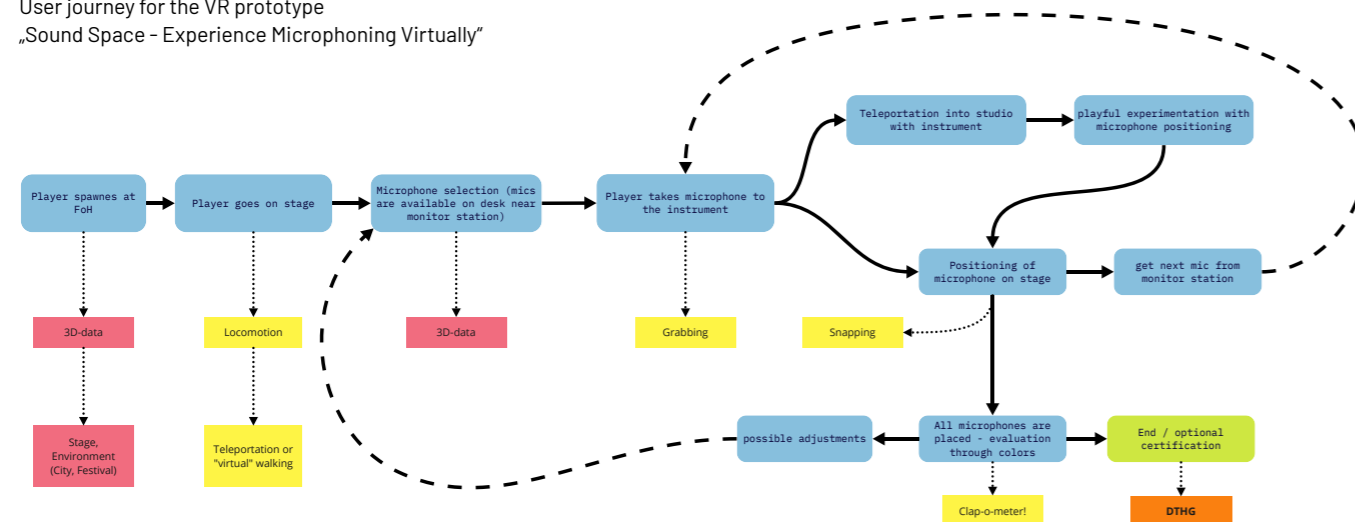 User journey for the VR prototype
„Sound Space - Experience Microphoning Virtually“
Teleportation into studio
with instrument
playful experimentation with
microphone positioning
Player spawnes at
FoH
Player goes on stage
Microphone selection (mics
are available on desk near
monitor station)
Player takes microphone to
the instrument
Positioning of
microphone on stage
get next mic from
monitor station
3D-data
Locomotion
3D-data
Grabbing
Snapping
Stage,
Environment
(City, Festival)
Teleportation or
"virtual" walking
possible adjustments
All microphones are
placed - evaluation
through colors
End / optional
certification
Clap-o-meter!
DTHG